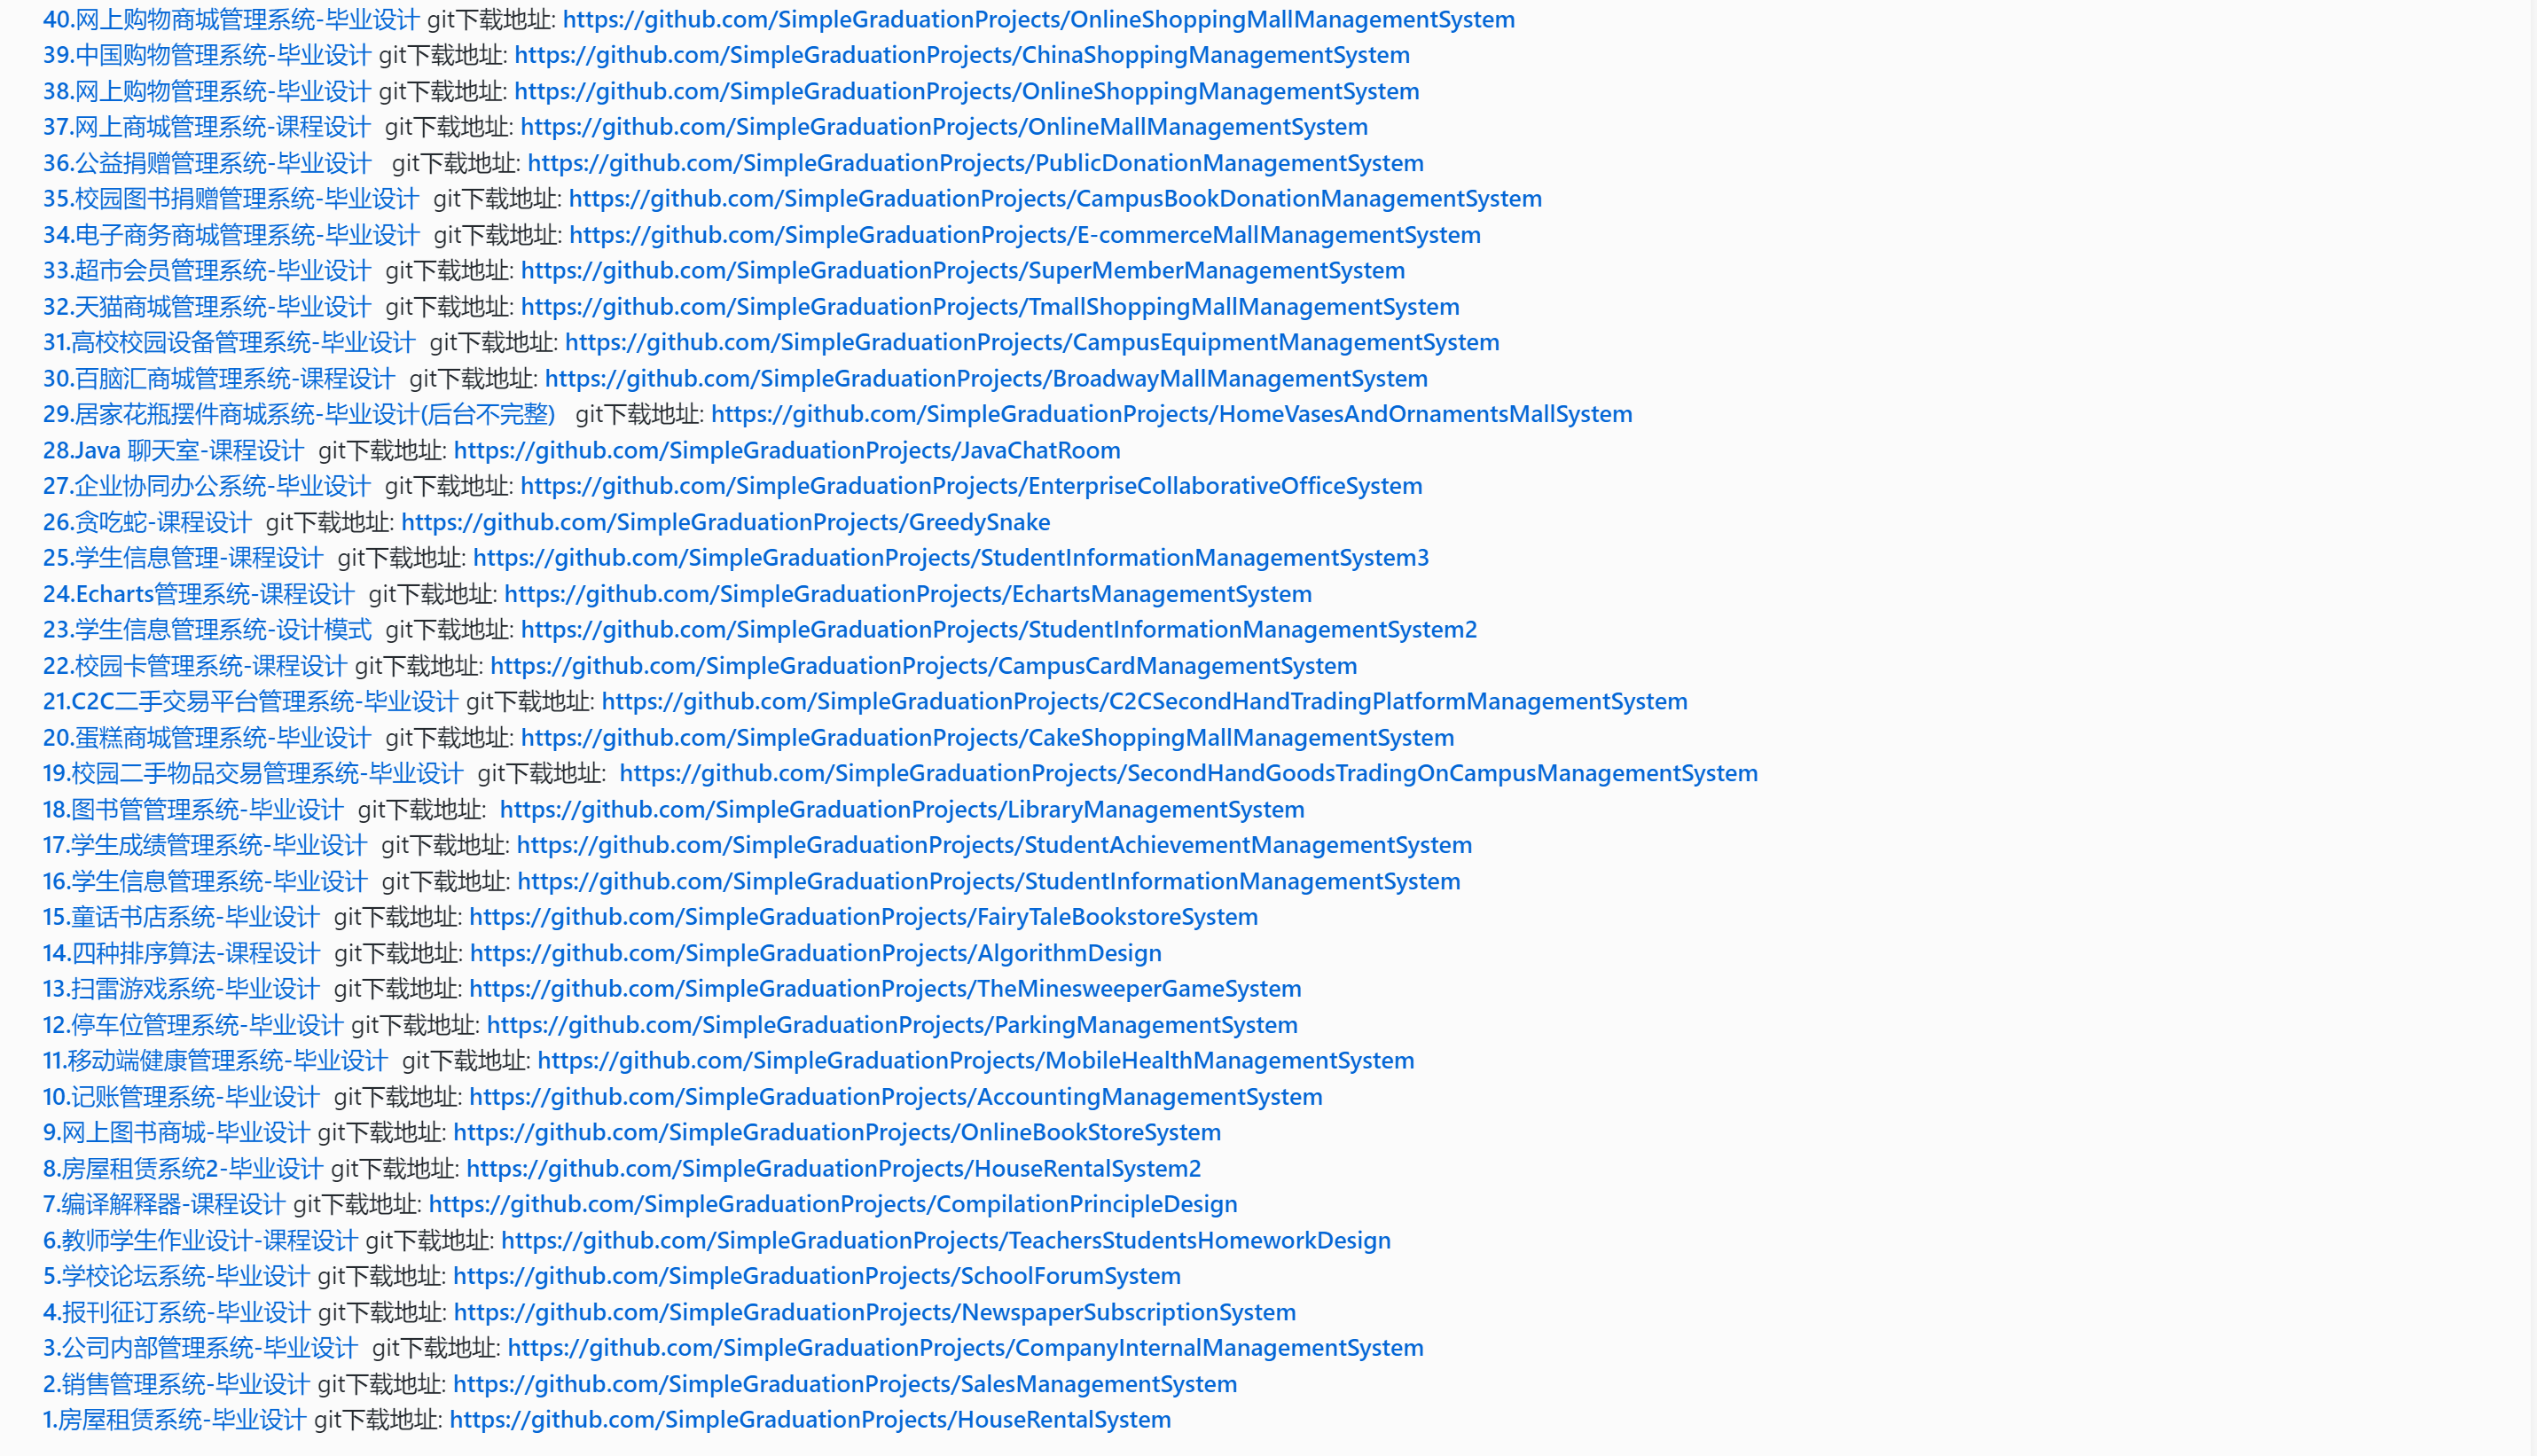 40.网上购物商城管理系统-毕业设计 git下载地址: https://github.com/SimpleGraduationProjects/OnlineShoppingMallManagementSystem
39.中国购物管理系统-毕业设计 git下载地址: https://github.com/SimpleGraduationProjects/ChinaShoppingManagementSystem
38.网上购物管理系统-毕业设计 git下载地址: https://github.com/SimpleGraduationProjects/OnlineShoppingManagementSystem
37.网上商城管理系统-课程设计 git下载地址: https://github.com/SimpleGraduationProjects/OnlineMallManagementSystem
36.公益捐赠管理系统-毕业设计 git下载地址: https://github.com/SimpleGraduationProjects/PublicDonationManagementSystem
35.校园图书捐赠管理系统-毕业设计 git下载地址: https://github.com/SimpleGraduationProjects/CampusBookDonationManagementSystem
34.电子商务商城管理系统-毕业设计 git下载地址: https://github.com/SimpleGraduationProjects/E-commerceMallManagementSystem
33.超市会员管理系统-毕业设计 git下载地址: https://github.com/SimpleGraduationProjects/SuperMemberManagementSystem
32.天猫商城管理系统-毕业设计 git下载地址: https://github.com/SimpleGraduationProjects/TmallShoppingMallManagementSystem
31.高校校园设备管理系统-毕业设计 git下载地址: https://github.com/SimpleGraduationProjects/CampusEquipmentManagementSystem
30.百脑汇商城管理系统-课程设计 git下载地址: https://github.com/SimpleGraduationProjects/BroadwayMallManagementSystem
29.居家花瓶摆件商城系统-毕业设计(后台不完整) git下载地址: https://github.com/SimpleGraduationProjects/HomeVasesAndOrnamentsMallSystem
28.Java 聊天室-课程设计 git下载地址: https://github.com/SimpleGraduationProjects/JavaChatRoom
27.企业协同办公系统-毕业设计 git下载地址: https://github.com/SimpleGraduationProjects/EnterpriseCollaborativeOfficeSystem
26.贪吃蛇-课程设计 git下载地址: https://github.com/SimpleGraduationProjects/GreedySnake
25.学生信息管理-课程设计 git下载地址: https://github.com/SimpleGraduationProjects/StudentInformationManagementSystem3
24.Echarts管理系统-课程设计 git下载地址: https://github.com/SimpleGraduationProjects/EchartsManagementSystem
23.学生信息管理系统-设计模式 git下载地址: https://github.com/SimpleGraduationProjects/StudentInformationManagementSystem2
22.校园卡管理系统-课程设计 git下载地址: https://github.com/SimpleGraduationProjects/CampusCardManagementSystem
21.C2C二手交易平台管理系统-毕业设计 git下载地址: https://github.com/SimpleGraduationProjects/C2CSecondHandTradingPlatformManagementSystem
20.蛋糕商城管理系统-毕业设计 git下载地址: https://github.com/SimpleGraduationProjects/CakeShoppingMallManagementSystem
19.校园二手物品交易管理系统-毕业设计 git下载地址: https://github.com/SimpleGraduationProjects/SecondHandGoodsTradingOnCampusManagementSystem
18.图书管管理系统-毕业设计 git下载地址: https://github.com/SimpleGraduationProjects/LibraryManagementSystem
17.学生成绩管理系统-毕业设计 git下载地址: https://github.com/SimpleGraduationProjects/StudentAchievementManagementSystem
16.学生信息管理系统-毕业设计 git下载地址: https://github.com/SimpleGraduationProjects/StudentInformationManagementSystem
15.童话书店系统-毕业设计 git下载地址: https://github.com/SimpleGraduationProjects/FairyTaleBookstoreSystem
14.四种排序算法-课程设计 git下载地址: https://github.com/SimpleGraduationProjects/AlgorithmDesign
13.扫雷游戏系统-毕业设计 git下载地址: https://github.com/SimpleGraduationProjects/TheMinesweeperGameSystem
12.停车位管理系统-毕业设计 git下载地址: https://github.com/SimpleGraduationProjects/ParkingManagementSystem
11.移动端健康管理系统-毕业设计 git下载地址: https://github.com/SimpleGraduationProjects/MobileHealthManagementSystem
10.记账管理系统-毕业设计 git下载地址: https://github.com/SimpleGraduationProjects/AccountingManagementSystem
9.网上图书商城-毕业设计 git下载地址: https://github.com/SimpleGraduationProjects/OnlineBookStoreSystem
8.房屋租赁系统2-毕业设计 git下载地址: https://github.com/SimpleGraduationProjects/HouseRentalSystem2
7.编译解释器-课程设计 git下载地址: https://github.com/SimpleGraduationProjects/CompilationPrincipleDesign
6.教师学生作业设计-课程设计 git下载地址: https://github.com/SimpleGraduationProjects/TeachersStudentsHomeworkDesign
5.学校论坛系统-毕业设计 git下载地址: https://github.com/SimpleGraduationProjects/SchoolForumSystem
4.报刊征订系统-毕业设计 git下载地址: https://github.com/SimpleGraduationProjects/NewspaperSubscriptionSystem
3.公司内部管理系统-毕业设计 git下载地址: https://github.com/SimpleGraduationProjects/CompanyInternalManagementSystem
2.销售管理系统-毕业设计 git下载地址: https://github.com/SimpleGraduationProjects/SalesManagementSystem
1.房屋租赁系统-毕业设计 git下载地址: https://github.com/SimpleGraduationProjects/HouseRentalSystem